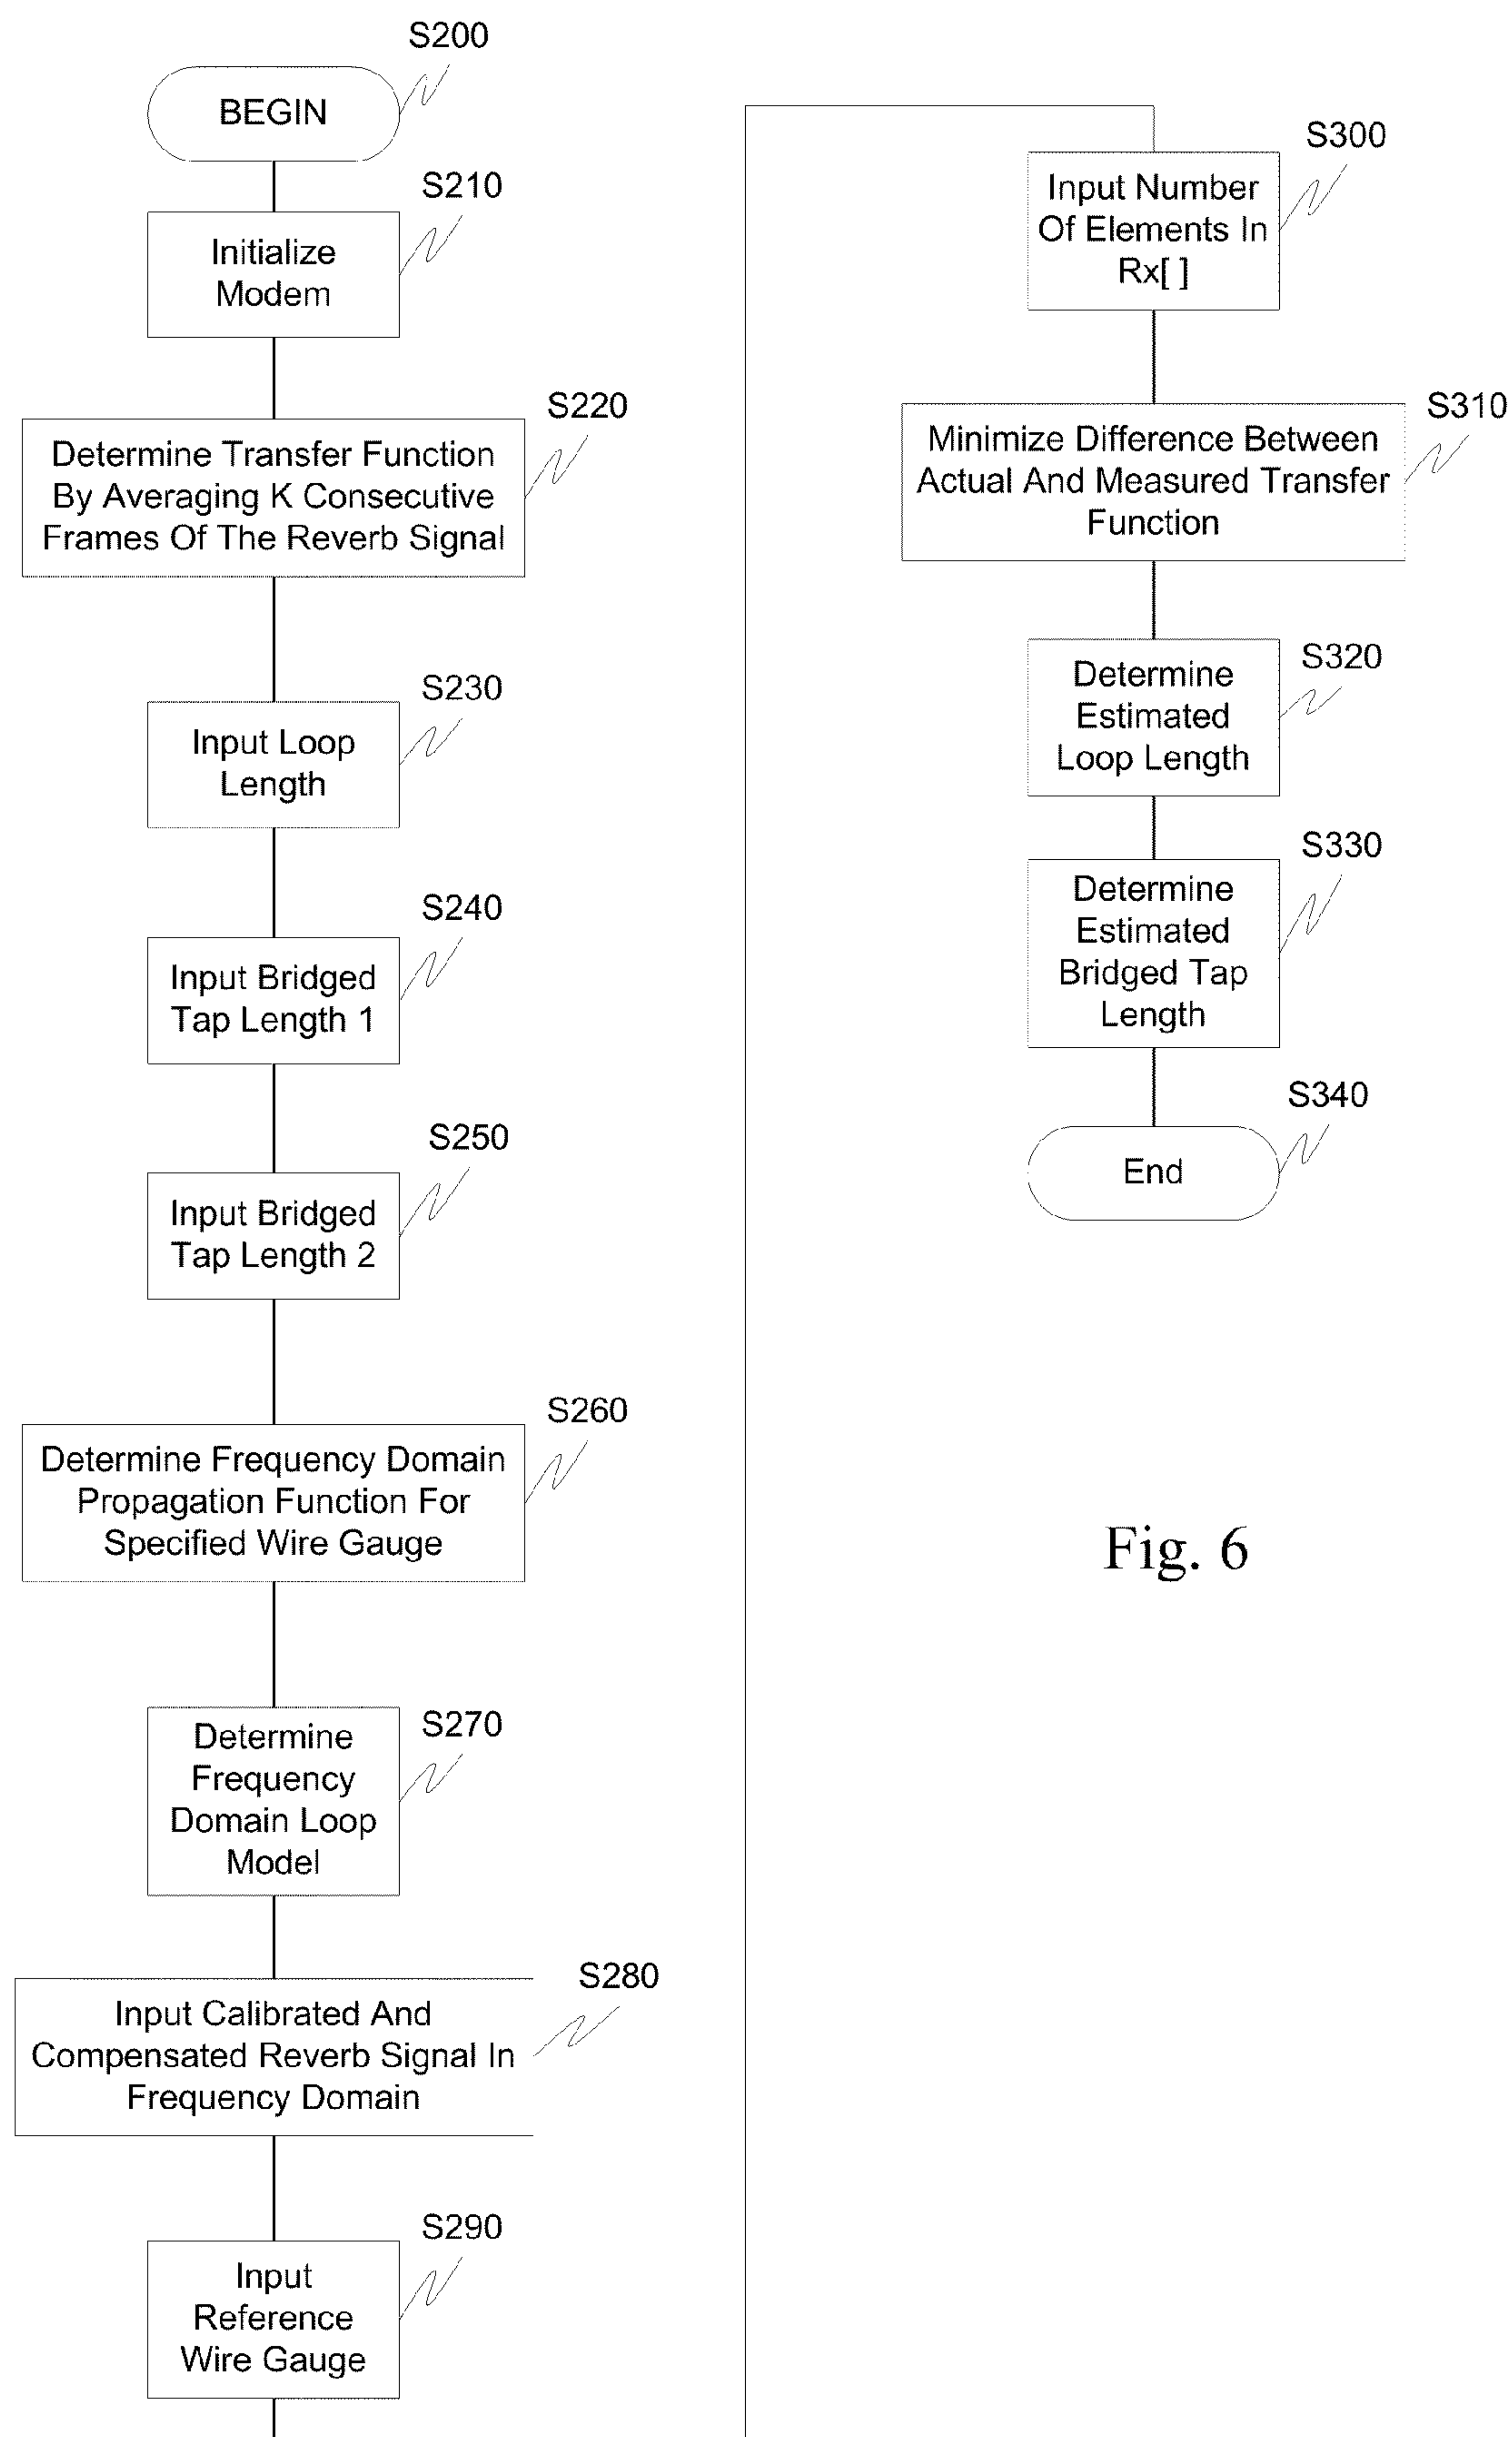 S200
BEGIN
S210
Initialize
Modem
S220
Determine Transfer Function
By Averaging K Consecutive
Frames Of The Reverb Signal
S230
Input Loop
Length
S240
Input Bridged
Tap Length 1
S250
Input Bridged
Tap Length 2
S260
Determine Frequency Domain
Propagation Function For
Specified Wire Gauge
S270
Determine
Frequency
Domain Loop
Model
S280
Input Calibrated And
Compensated Reverb Signal In
Frequency Domain
S290
Input
Reference
Wire Gauge
S300
Input Number
Of Elements In
Rx[ ]
S310
Minimize Difference Between
Actual And Measured Transfer
Function
S320
Determine
Estimated
Loop Length
S330
Determine
Estimated
Bridged Tap
Length
S340
End
Fig. 6